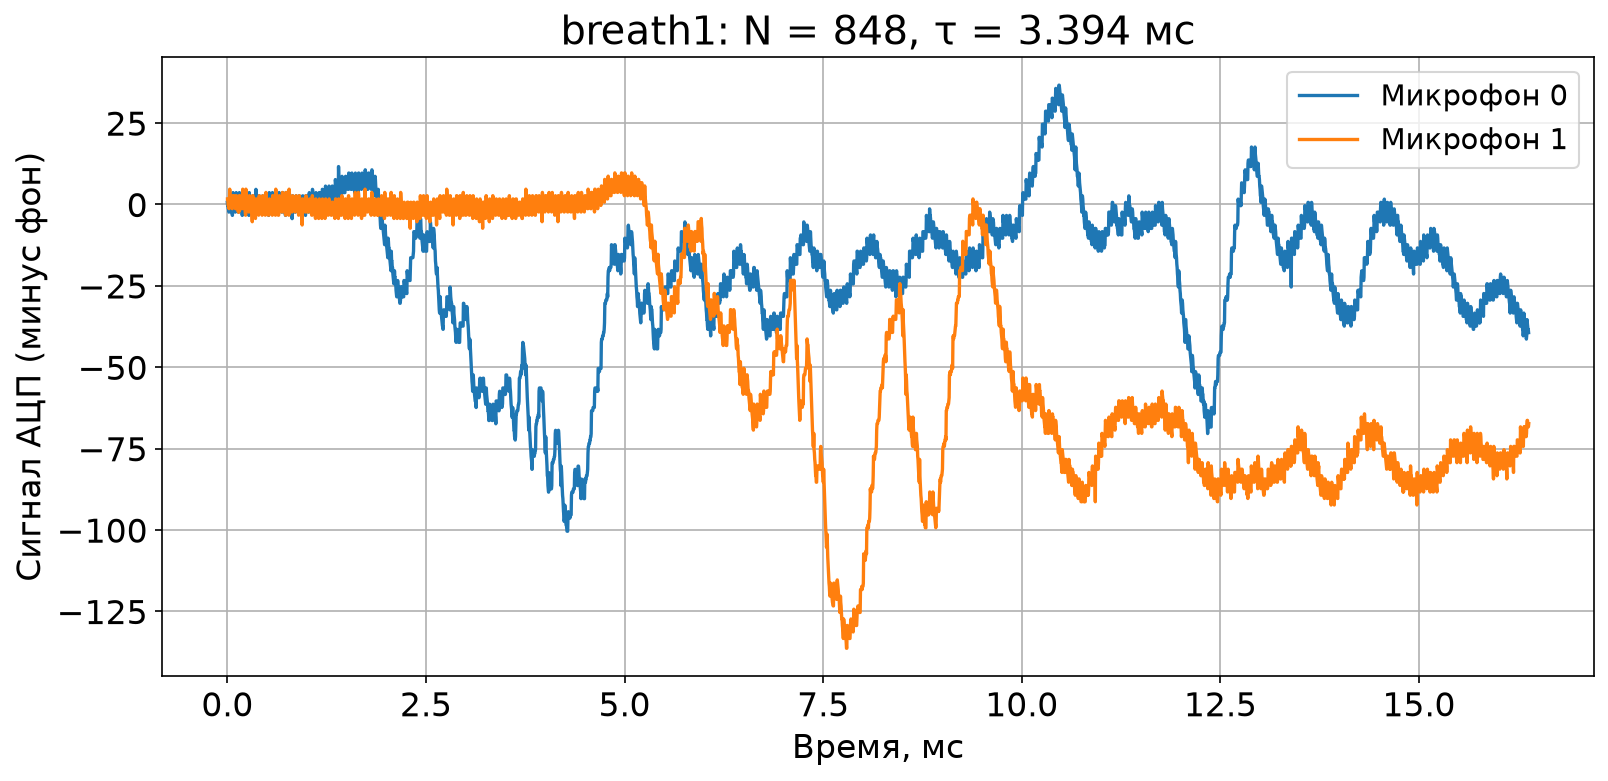 breath1: N = 848, τ = 3.394 мс
Микрофон 0
Микрофон 1
Сигнал АЦП (минус фон)
25
0
−25
−50
−75
−100
−125
0.0 2.5 5.0 7.5 10.0 12.5 15.0
Время, мс